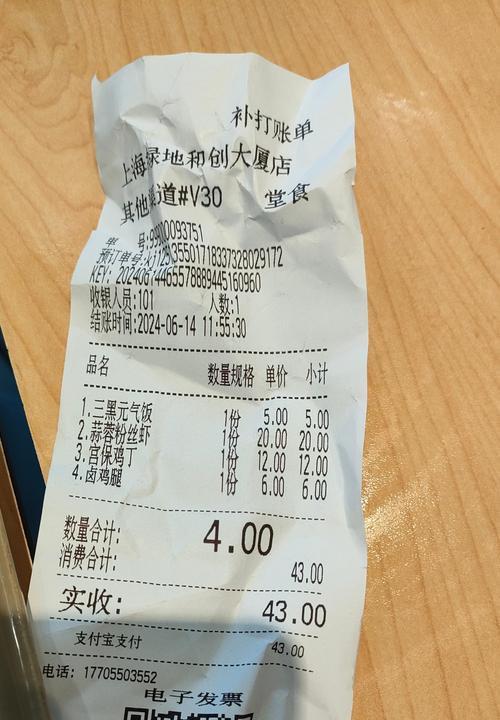 补打账单
上海绿地和创大厦店
其他渠道#V30 堂食
单 号:99900093751
预订单号:
KEY:
收银人员:101 人数:1
结账时间:2024-06-14 11:55:30
品名 数量规格 单价 小计
1.三黑元气饭 1份 5.00 5.00
2.蒜蓉粉丝虾 1份 20.00 20.00
3.宫保鸡丁 1份 12.00 12.00
4.卤鸡腿 1份 6.00 6.00
数量合计: 4.00
消费合计: 43.00
实收: 43.00
支付宝支付 43.00
电话: 17705503552
电子发票